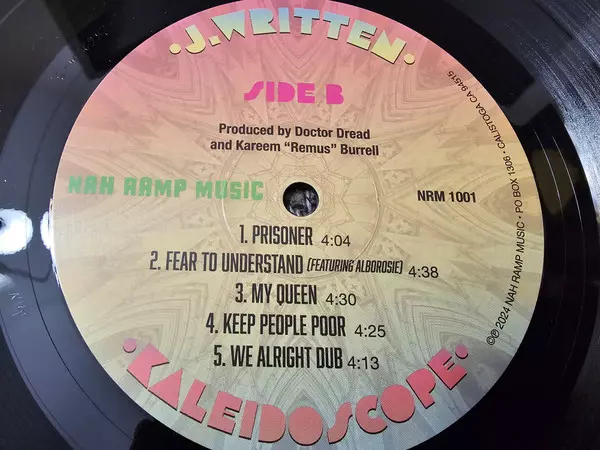 •J.WRITTEN•
SIDE B
Produced by Doctor Dread
and Kareem “Remus” Burrell
NAH RAMP MUSIC
NRM 1001
1. PRISONER 4:04
2. FEAR TO UNDERSTAND (FEATURING ALBOROSIE) 4:38
3. MY QUEEN 4:30
4. KEEP PEOPLE POOR 4:25
5. WE ALRIGHT DUB 4:13
•KALEIDOSCOPE•
©℗ 2024 NAH RAMP MUSIC • PO BOX 1306 • CALISTOGA CA 94515